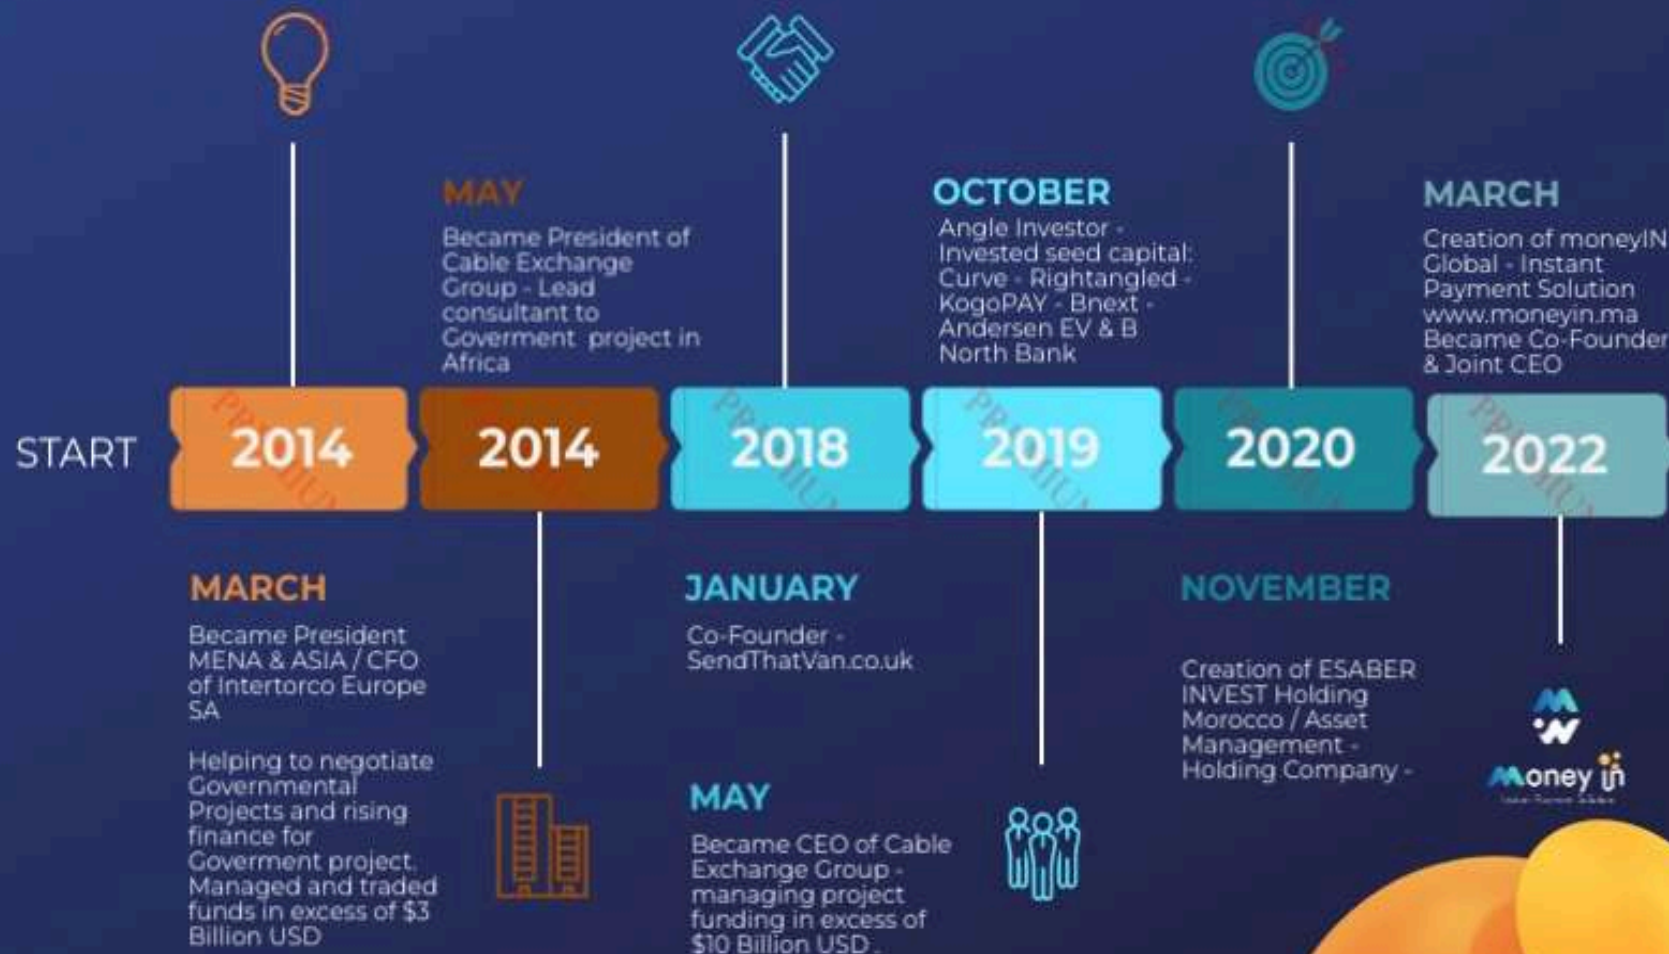 START
2014
MARCH
Became President
MENA & ASIA / CFO
of Intertorco Europe
SA
Helping to negotiate
Governmental
Projects and rising
finance for
Goverment project.
Managed and traded
funds in excess of $3
Billion USD
2014
MAY
Became President of
Cable Exchange
Group - Lead
consultant to
Goverment project in
Africa
2018
JANUARY
Co-Founder -
SendThatVan.co.uk
MAY
Became CEO of Cable
Exchange Group -
managing project
funding in excess of
$10 Billion USD .
2019
OCTOBER
Angle Investor -
Invested seed capital:
Curve - Rightangled -
KogoPAY - Bnext -
Andersen EV & B
North Bank
2020
NOVEMBER
Creation of ESABER
INVEST Holding
Morocco / Asset
Management -
Holding Company -
2022
MARCH
Creation of moneyIN
Global - Instant
Payment Solution
www.moneyin.ma
Became Co-Founder
& Joint CEO
Money in